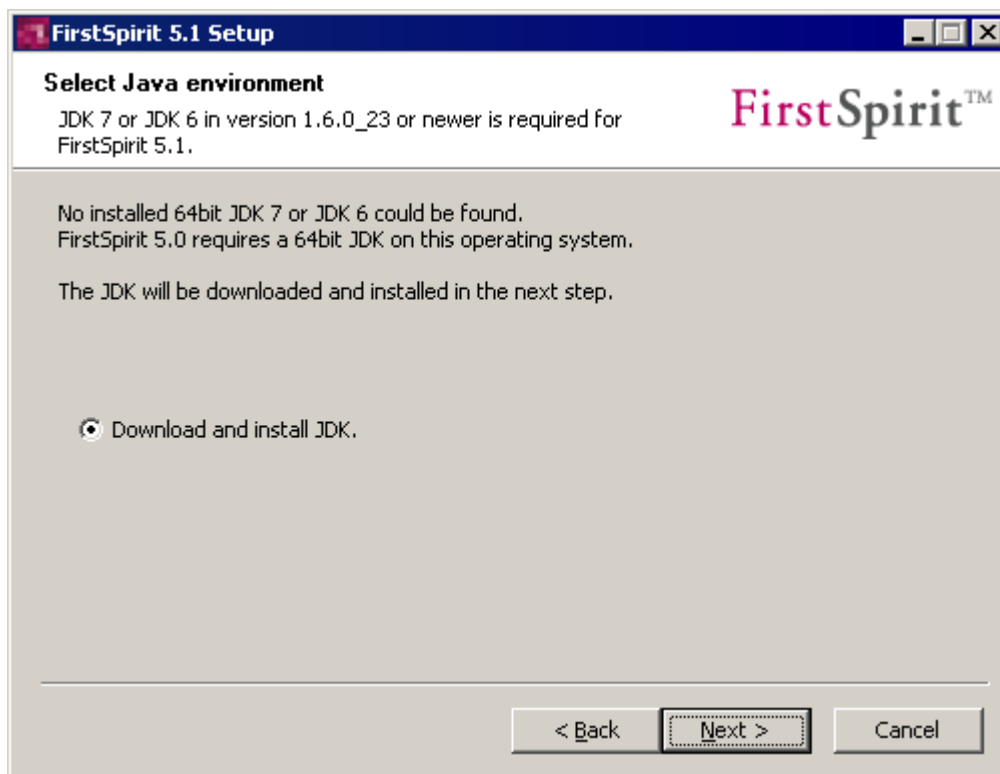 FirstSpirit 5.1 Setup
Select Java environment
JDK 7 or JDK 6 in version 1.6.0_23 or newer is required for
FirstSpirit 5.1.
FirstSpirit™
No installed 64bit JDK 7 or JDK 6 could be found.
FirstSpirit 5.0 requires a 64bit JDK on this operating system.
The JDK will be downloaded and installed in the next step.
Download and install JDK.
< Back Next > Cancel